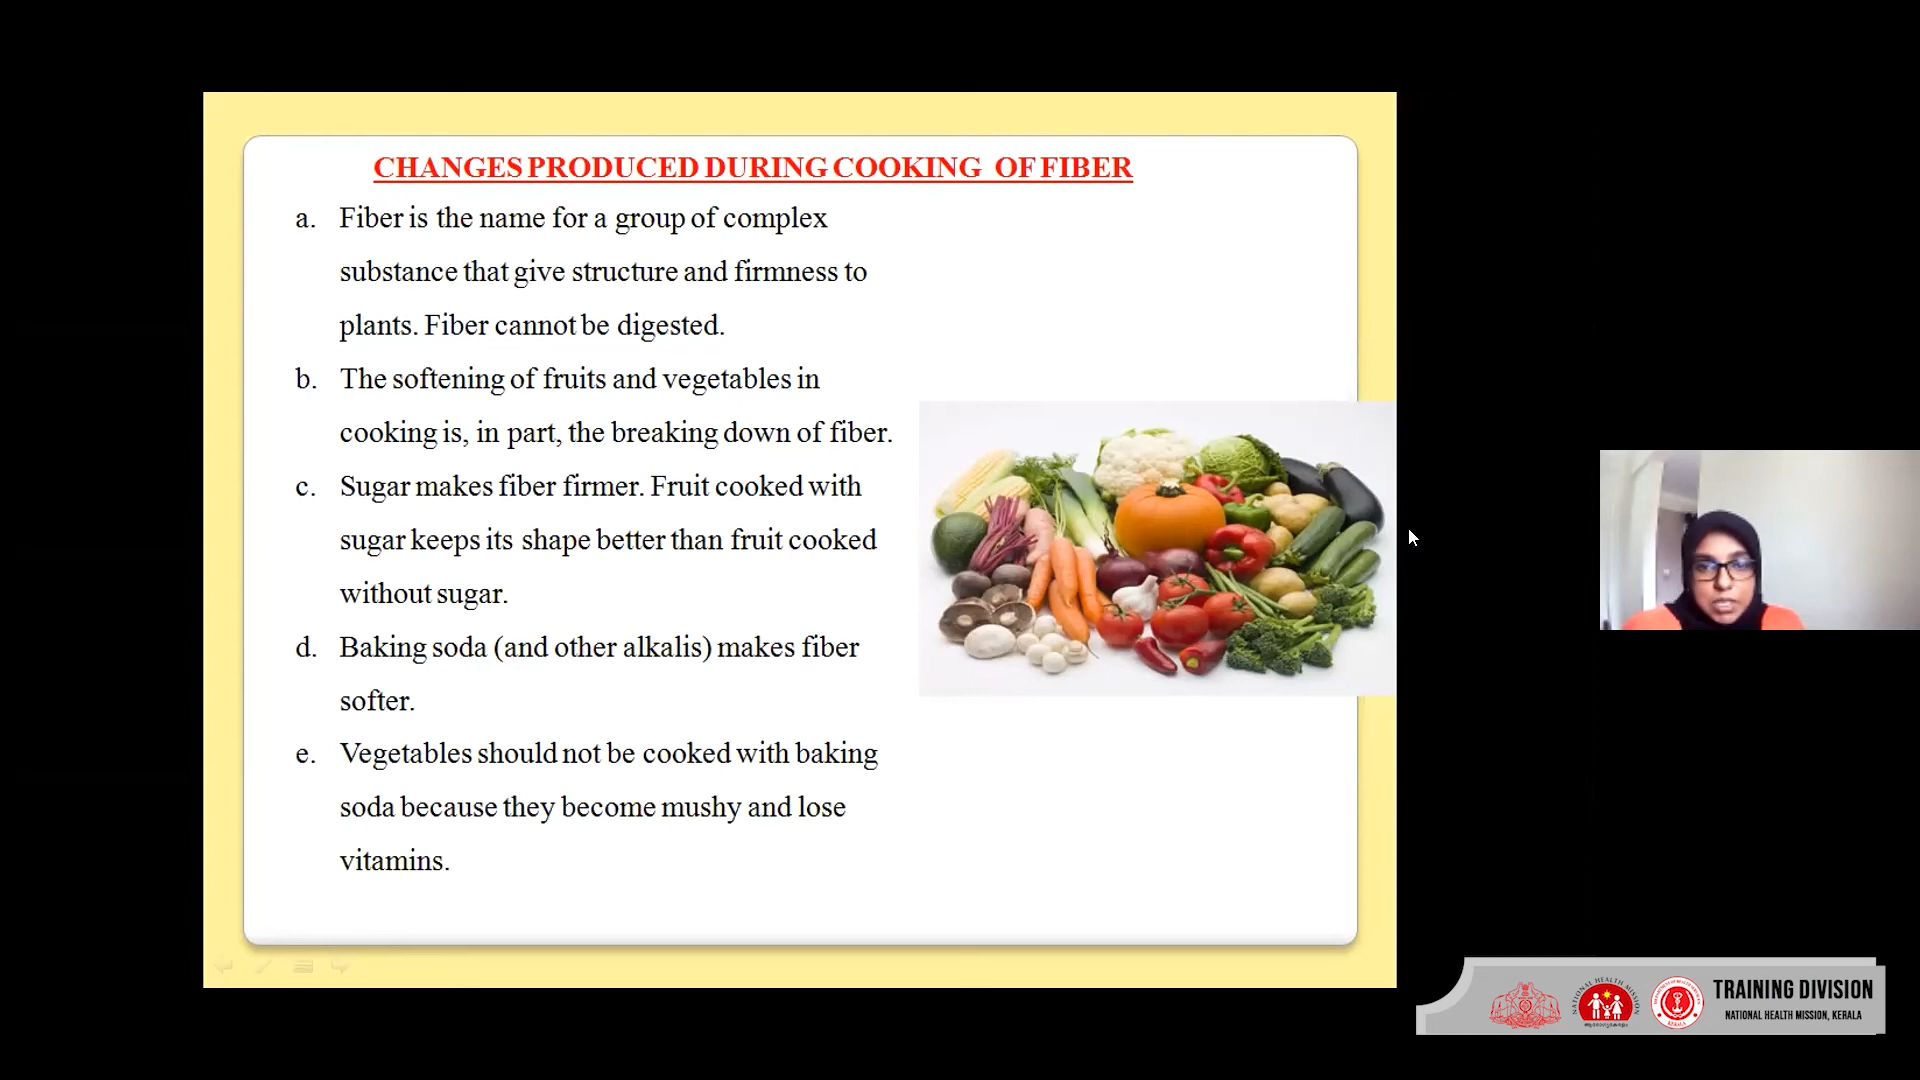 CHANGES PRODUCED DURING COOKING OF FIBER
a. Fiber is the name for a group of complex
substance that give structure and firmness to
plants. Fiber cannot be digested.
b. The softening of fruits and vegetables in
cooking is, in part, the breaking down of fiber.
c. Sugar makes fiber firmer. Fruit cooked with
sugar keeps its shape better than fruit cooked
without sugar.
d. Baking soda (and other alkalis) makes fiber
softer.
e. Vegetables should not be cooked with baking
soda because they become mushy and lose
vitamins.
NATIONAL HEALTH MISSION
TRAINING DIVISION
NATIONAL HEALTH MISSION, KERALA